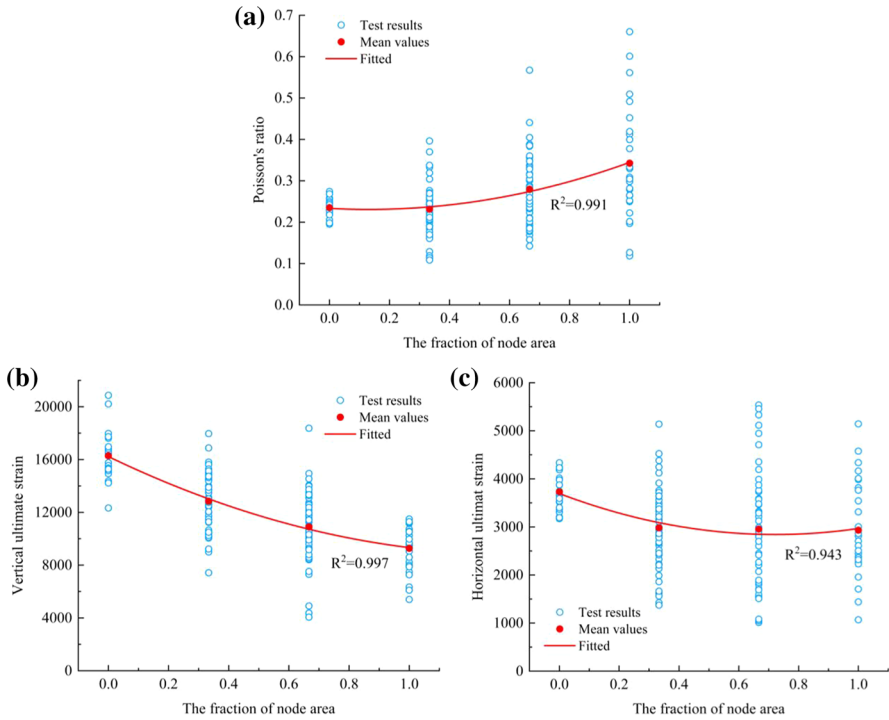 (a)
0.7
0.6
0.5
0.4
0.3
0.2
0.1
0.0
Poisson's ratio
Test results
Mean values
Fitted
R²=0.991
0.0 0.2 0.4 0.6 0.8 1.0
The fraction of node area
(b)
20000
16000
12000
8000
4000
0
Vertical ultimate strain
Test results
Mean values
Fitted
R²=0.997
0.0 0.2 0.4 0.6 0.8 1.0
The fraction of node area
(c)
6000
5000
4000
3000
2000
1000
0
Horizontal ultimat strain
R²=0.943
Test results
Mean values
Fitted
0.0 0.2 0.4 0.6 0.8 1.0
The fraction of node area